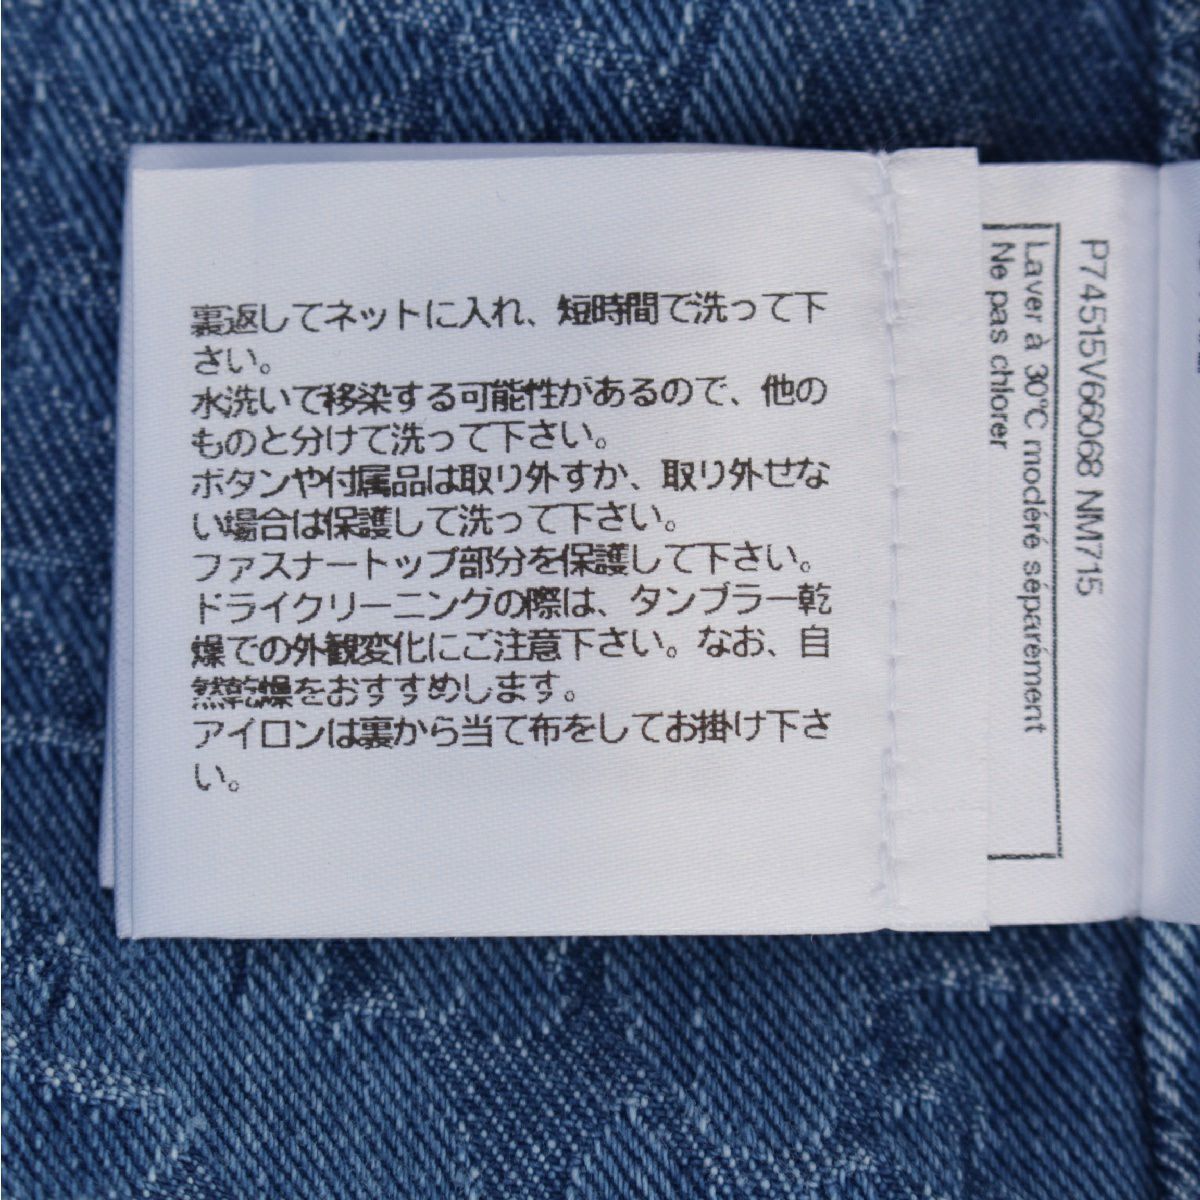 裏返してネットに入れ、短時間で洗って下
さい。
水洗いで移染する可能性があるので、他の
ものと分けて洗って下さい。
ボタンや付属品は取り外すか、取り外せな
い場合は保護して洗って下さい。
ファスナートップ部分を保護して下さい。
ドライクリーニングの際は、タンブラー乾
燥での外観変化にご注意下さい。なお、自
然乾燥をおすすめします。
アイロンは裏から当て布をしてお掛け下さ
い。
P74515V66068 NM715
Laver à 30°C modéré séparément
Ne pas chlorer